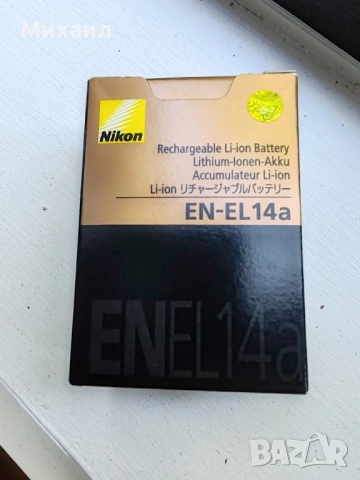 Михаил
Nikon
Rechargeable Li-ion Battery
Lithium-Ionen-Akku
Accumulateur Li-ion
Li-ion リチャージャブルバッテリー
EN-EL14a
ENEL14a
BAZAR